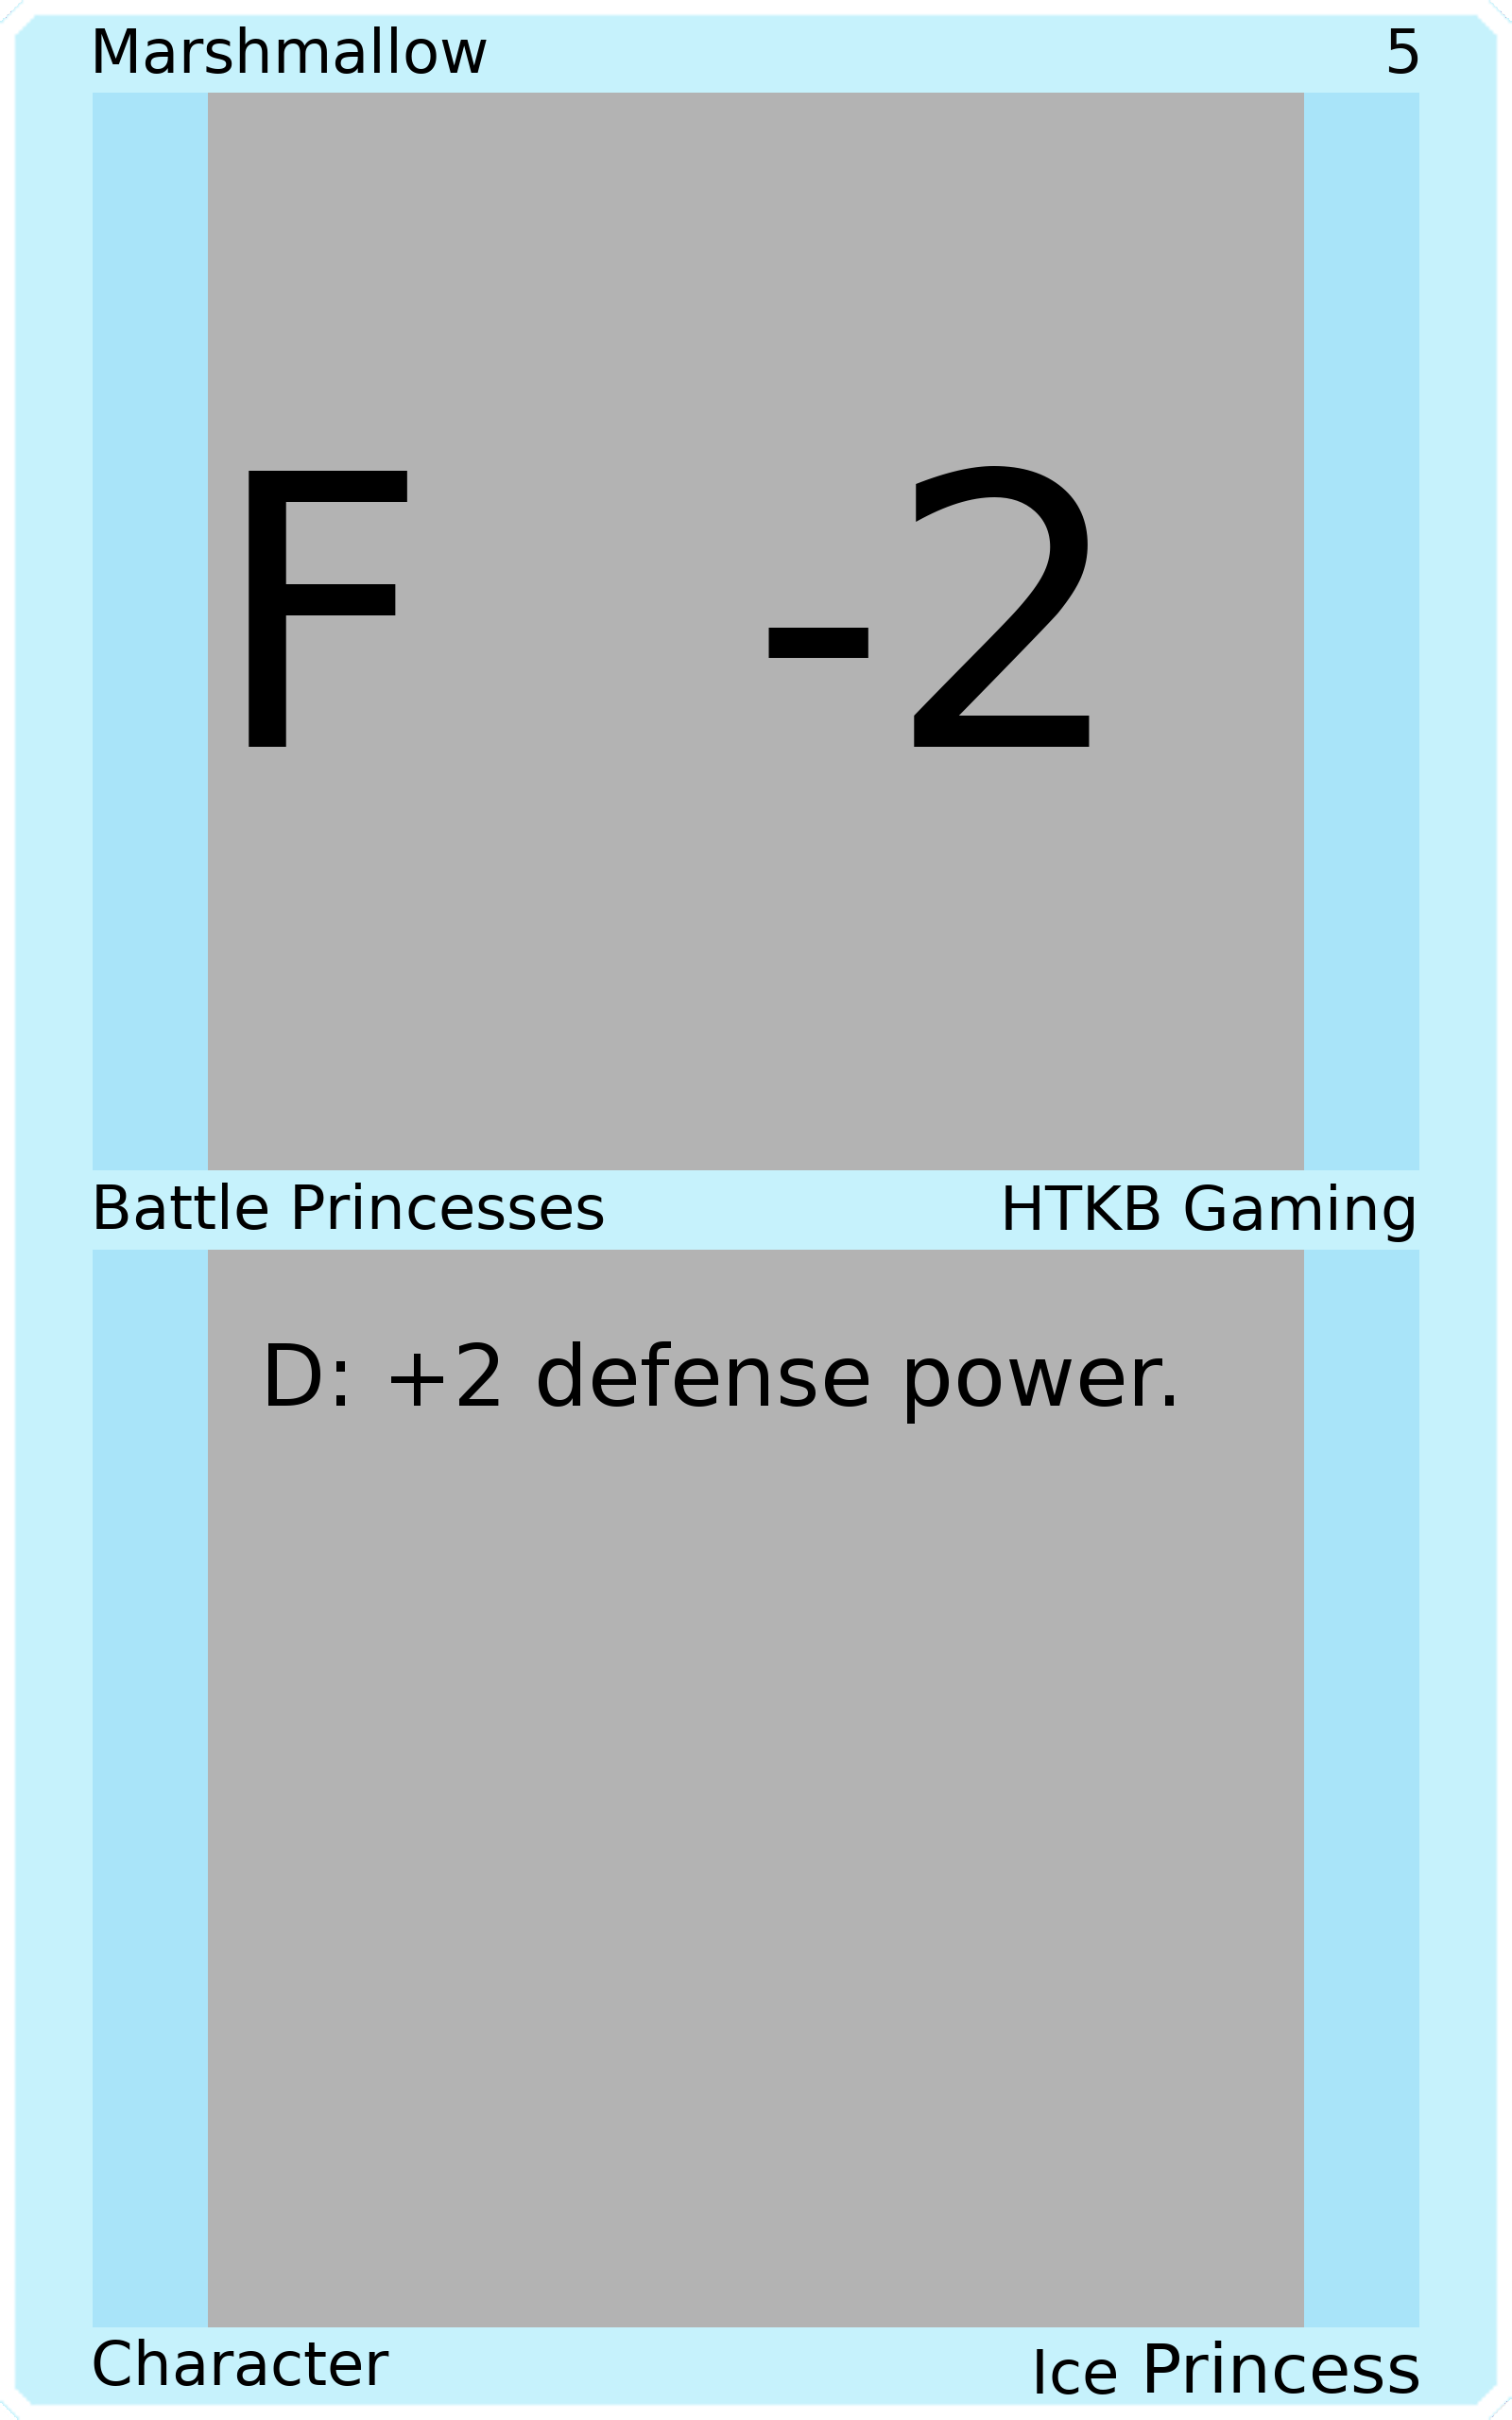 Marshmallow 5
F -2
Battle Princesses HTKB Gaming
D: +2 defense power.
Character Ice Princess